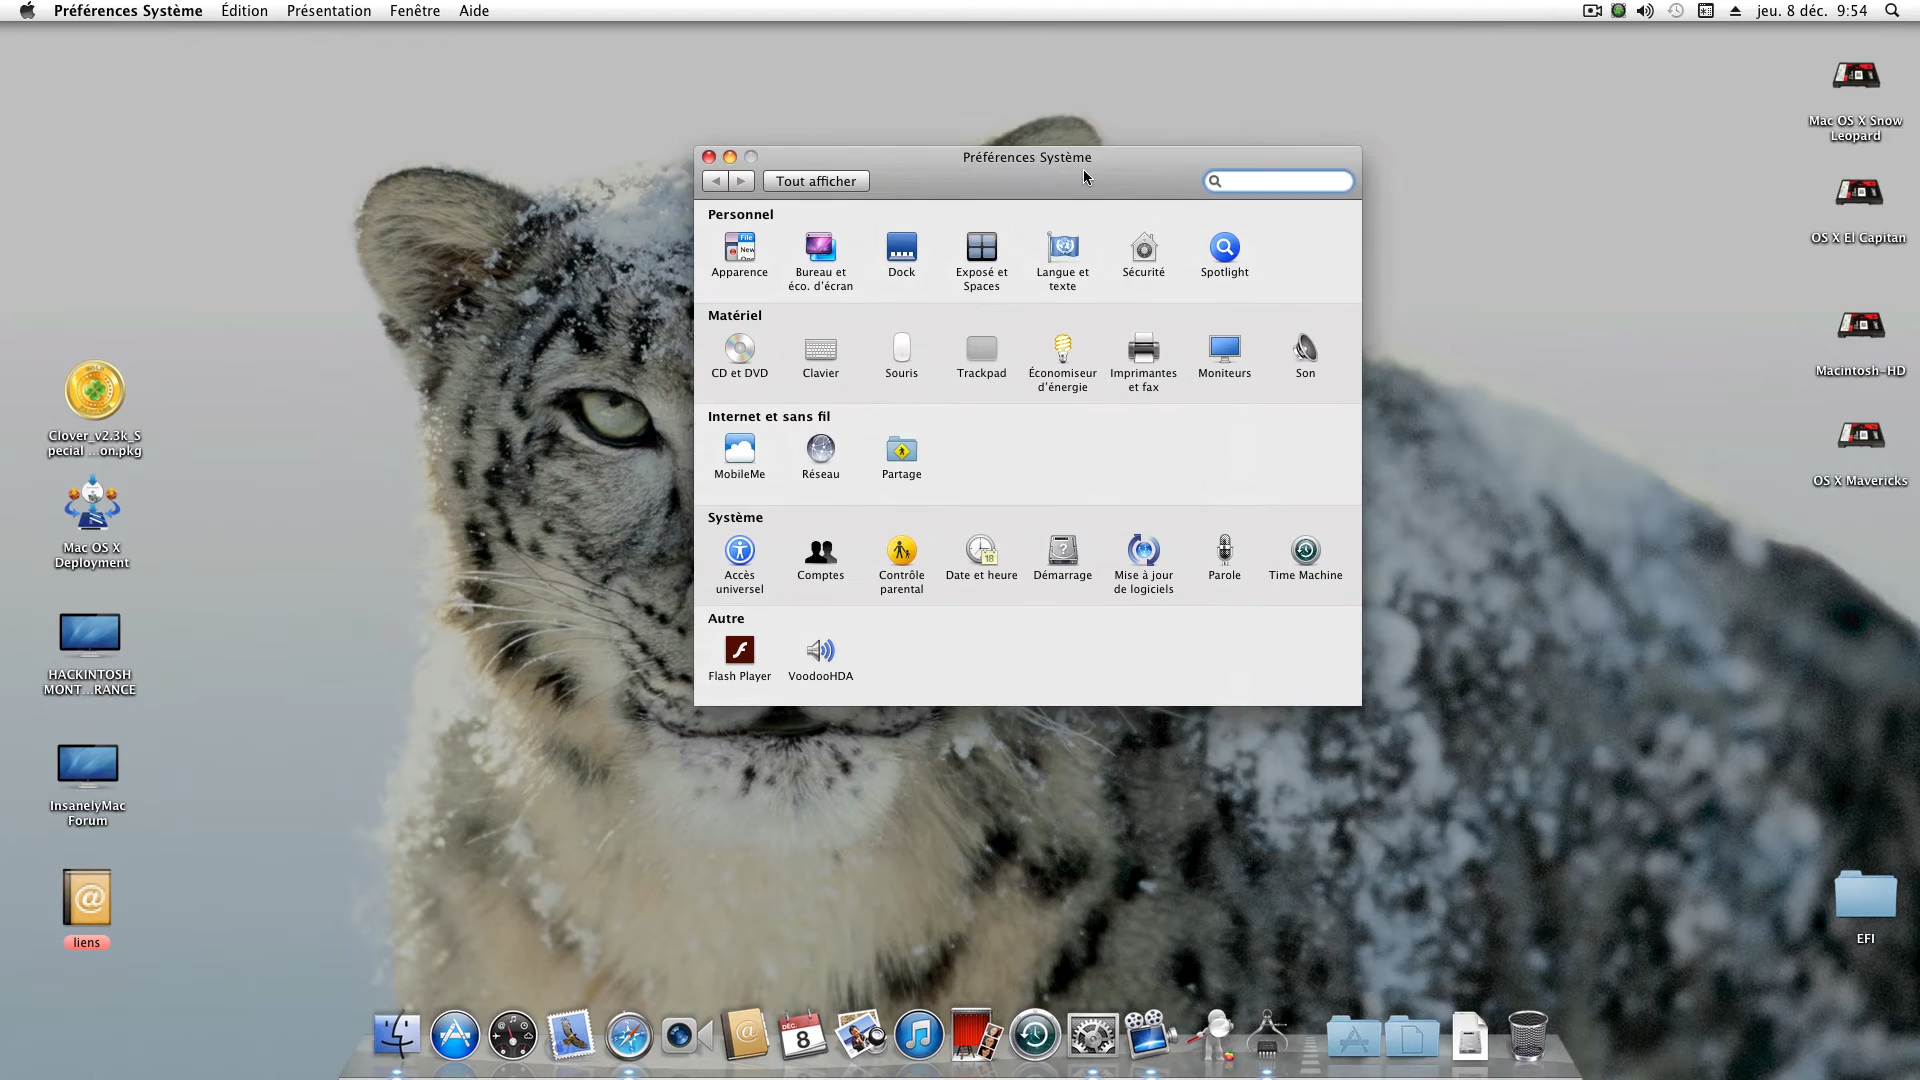 Préférences Système Édition Présentation Fenêtre Aide
jeu. 8 déc. 9:54
Préférences Système
Tout afficher
Personnel
Apparence
Bureau et
éco. d'écran
Dock
Exposé et
Spaces
Langue et
texte
Sécurité
Spotlight
Matériel
CD et DVD
Clavier
Souris
Trackpad
Économiseur
d'énergie
Imprimantes
et fax
Moniteurs
Son
Internet et sans fil
MobileMe
Réseau
Partage
Système
Accès
universel
Comptes
Contrôle
parental
Date et heure
Démarrage
Mise à jour
de logiciels
Parole
Time Machine
Autre
Flash Player
VoodooHDA
Clover_v2.3k_S
pecial ...on.pkg
Mac OS X
Deployment
HACKINTOSH
MONT...RANCE
InsanelyMac
Forum
liens
Mac OS X Snow
Leopard
OS X El Capitan
Macintosh-HD
OS X Mavericks
EFI
File
New
18
DÉC.
8